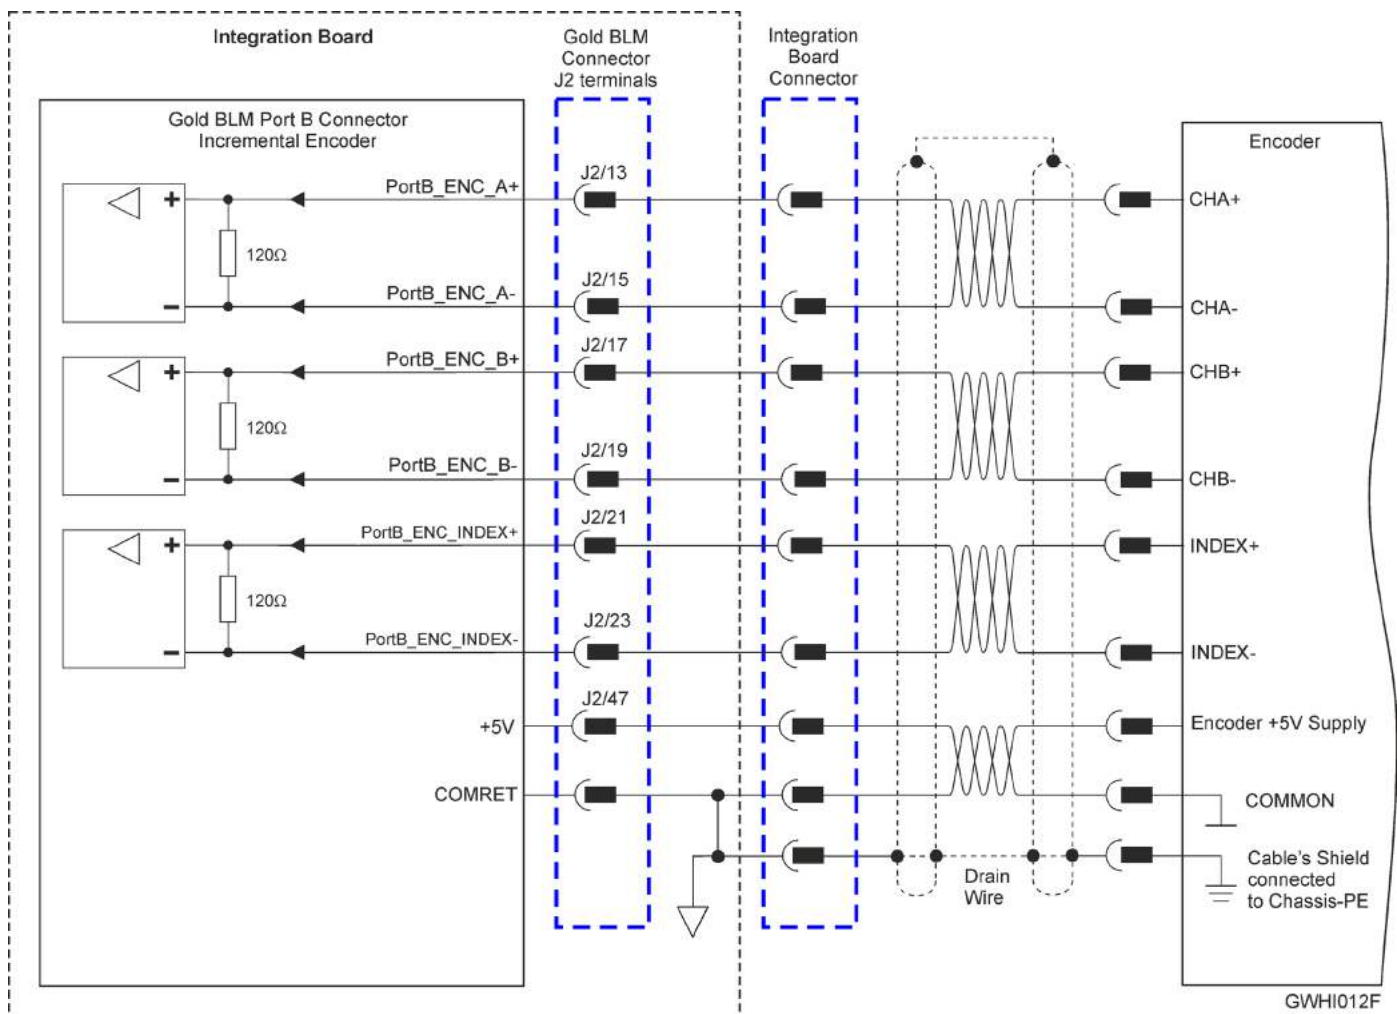 Integration Board
Gold BLM
Connector
J2 terminals
Integration
Board
Connector
Gold BLM Port B Connector
Incremental Encoder
Encoder
PortB_ENC_A+
J2/13
CHA+
120Ω
PortB_ENC_A-
J2/15
CHA-
PortB_ENC_B+
J2/17
CHB+
120Ω
PortB_ENC_B-
J2/19
CHB-
PortB_ENC_INDEX+
J2/21
INDEX+
120Ω
PortB_ENC_INDEX-
J2/23
INDEX-
+5V
J2/47
Encoder +5V Supply
COMRET
COMMON
Drain
Wire
Cable's Shield
connected
to Chassis-PE
GWHI012F